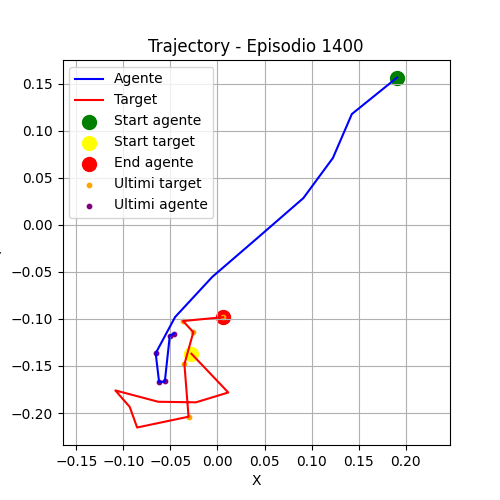 Trajectory - Episodio 1400
Agente
Target
Start agente
Start target
End agente
Ultimi target
Ultimi agente
0.15
0.10
0.05
0.00
−0.05
−0.10
−0.15
−0.20
−0.15 −0.10 −0.05 0.00 0.05 0.10 0.15 0.20
X